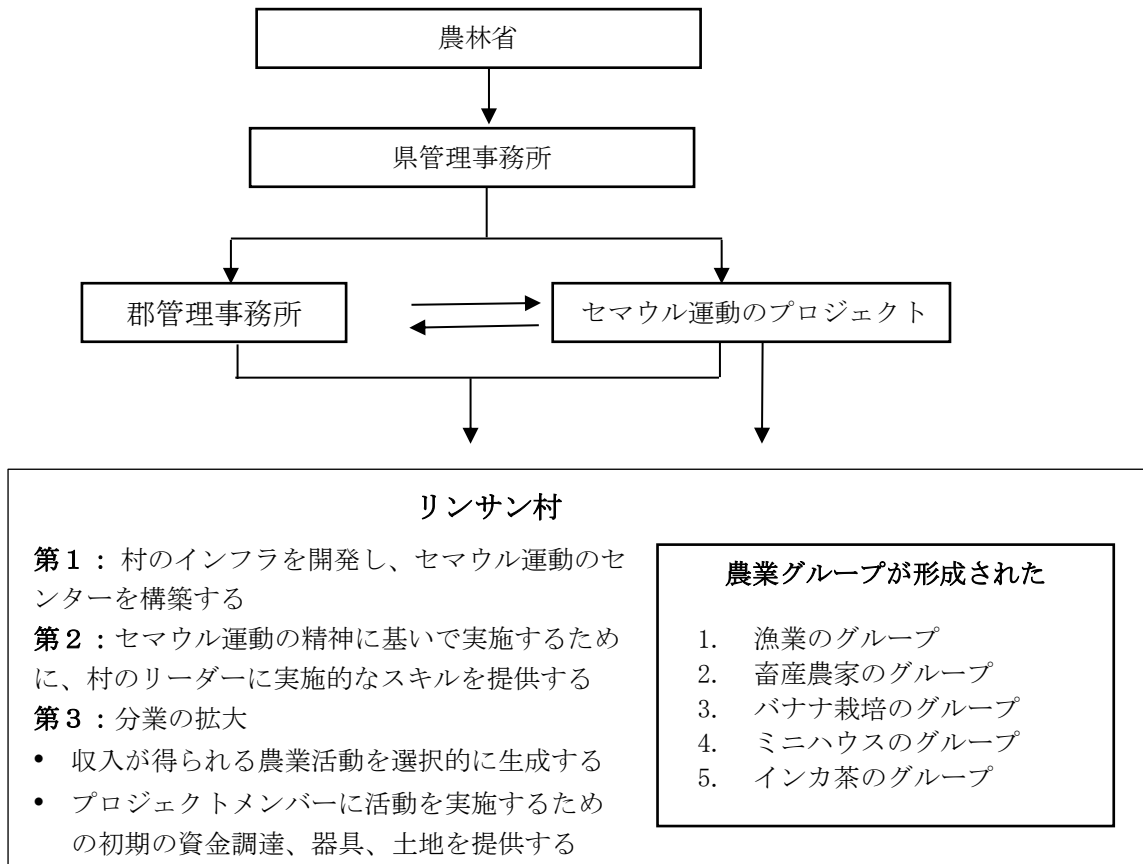 農林省
県管理事務所
郡管理事務所
セマウル運動のプロジェクト
リンサン村
第１：村のインフラを開発し、セマウル運動のセ
ンターを構築する
第２：セマウル運動の精神に基いで実施するため
に、村のリーダーに実施的なスキルを提供する
第３：分業の拡大
• 収入が得られる農業活動を選択的に生成する
• プロジェクトメンバーに活動を実施するため
の初期の資金調達、器具、土地を提供する
農業グループが形成された
1. 漁業のグループ
2. 畜産農家のグループ
3. バナナ栽培のグループ
4. ミニハウスのグループ
5. インカ茶のグループ